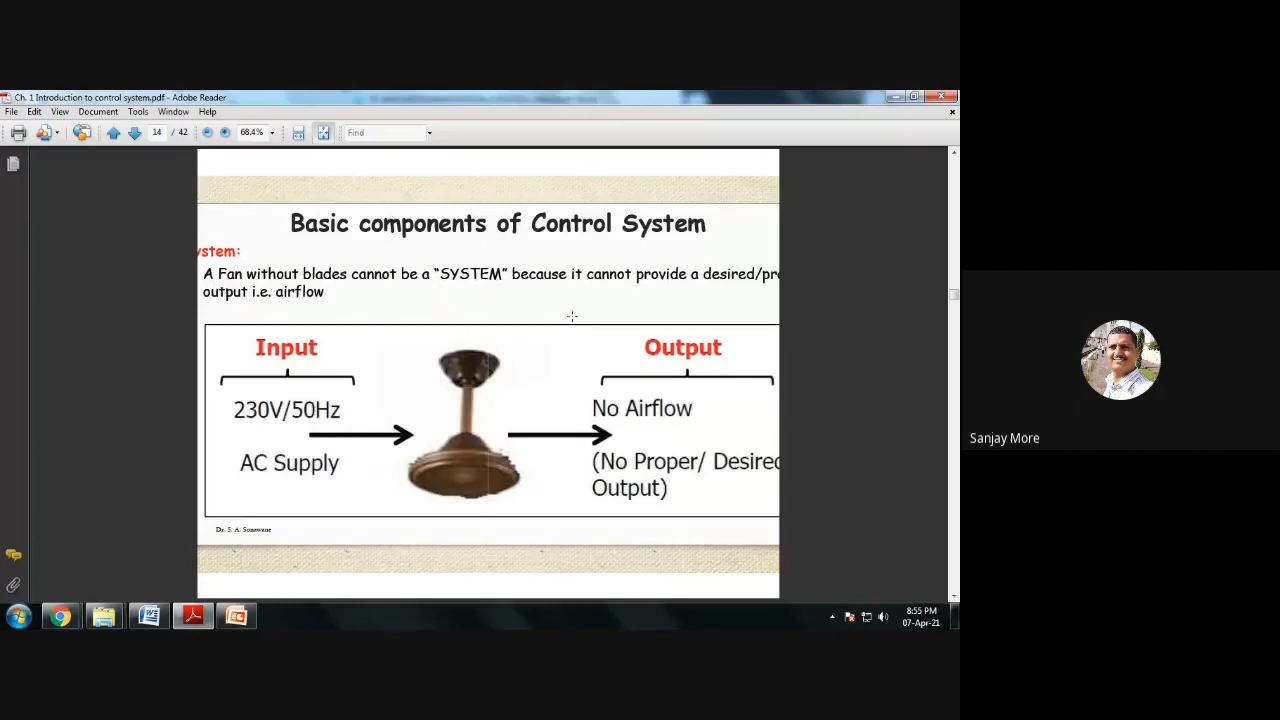 Ch. 1 Introduction to control system.pdf - Adobe Reader
File Edit View Document Tools Window Help
14 / 42 68.4% Find
Basic components of Control System
ystem:
A Fan without blades cannot be a “SYSTEM” because it cannot provide a desired/pro
output i.e. airflow
Input
Output
230V/50Hz
No Airflow
AC Supply
(No Proper/ Desired
Output)
Dr. S. A. Sonawane
Sanjay More
8:55 PM
07-Apr-21